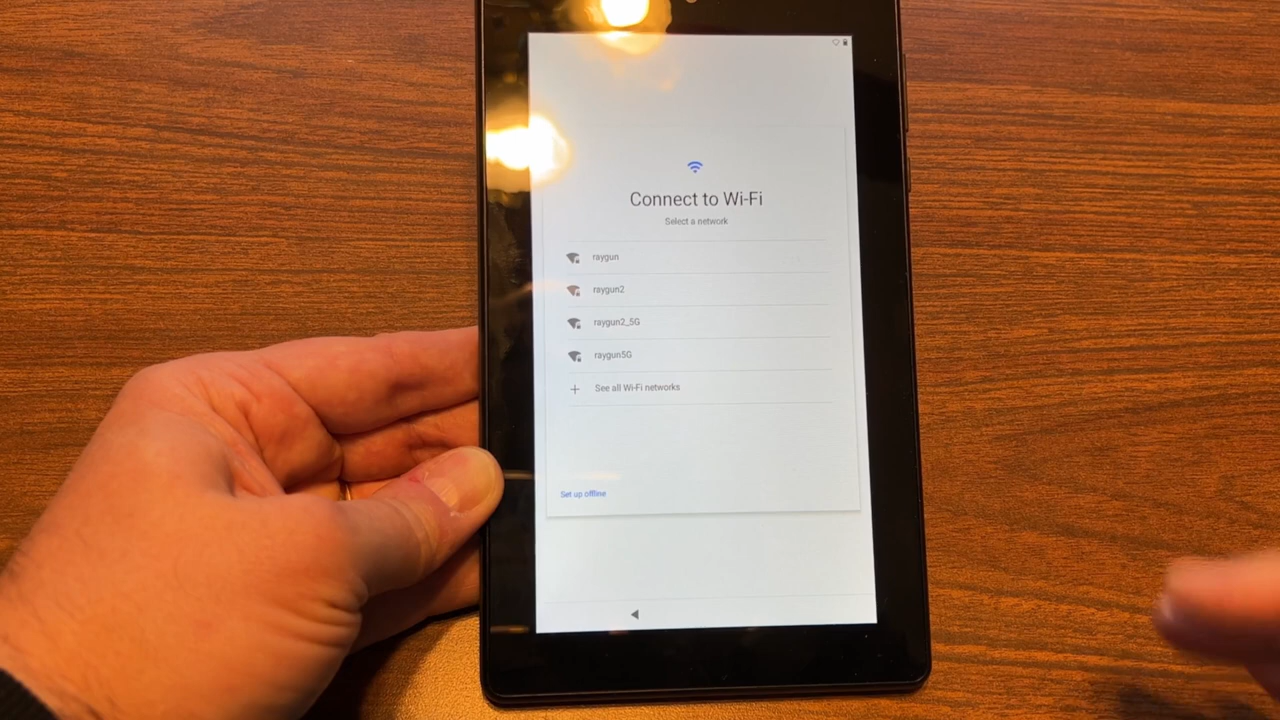 Connect to Wi-Fi
Select a network
raygun
raygun2
raygun2_5G
raygun5G
See all Wi-Fi networks
Set up offline